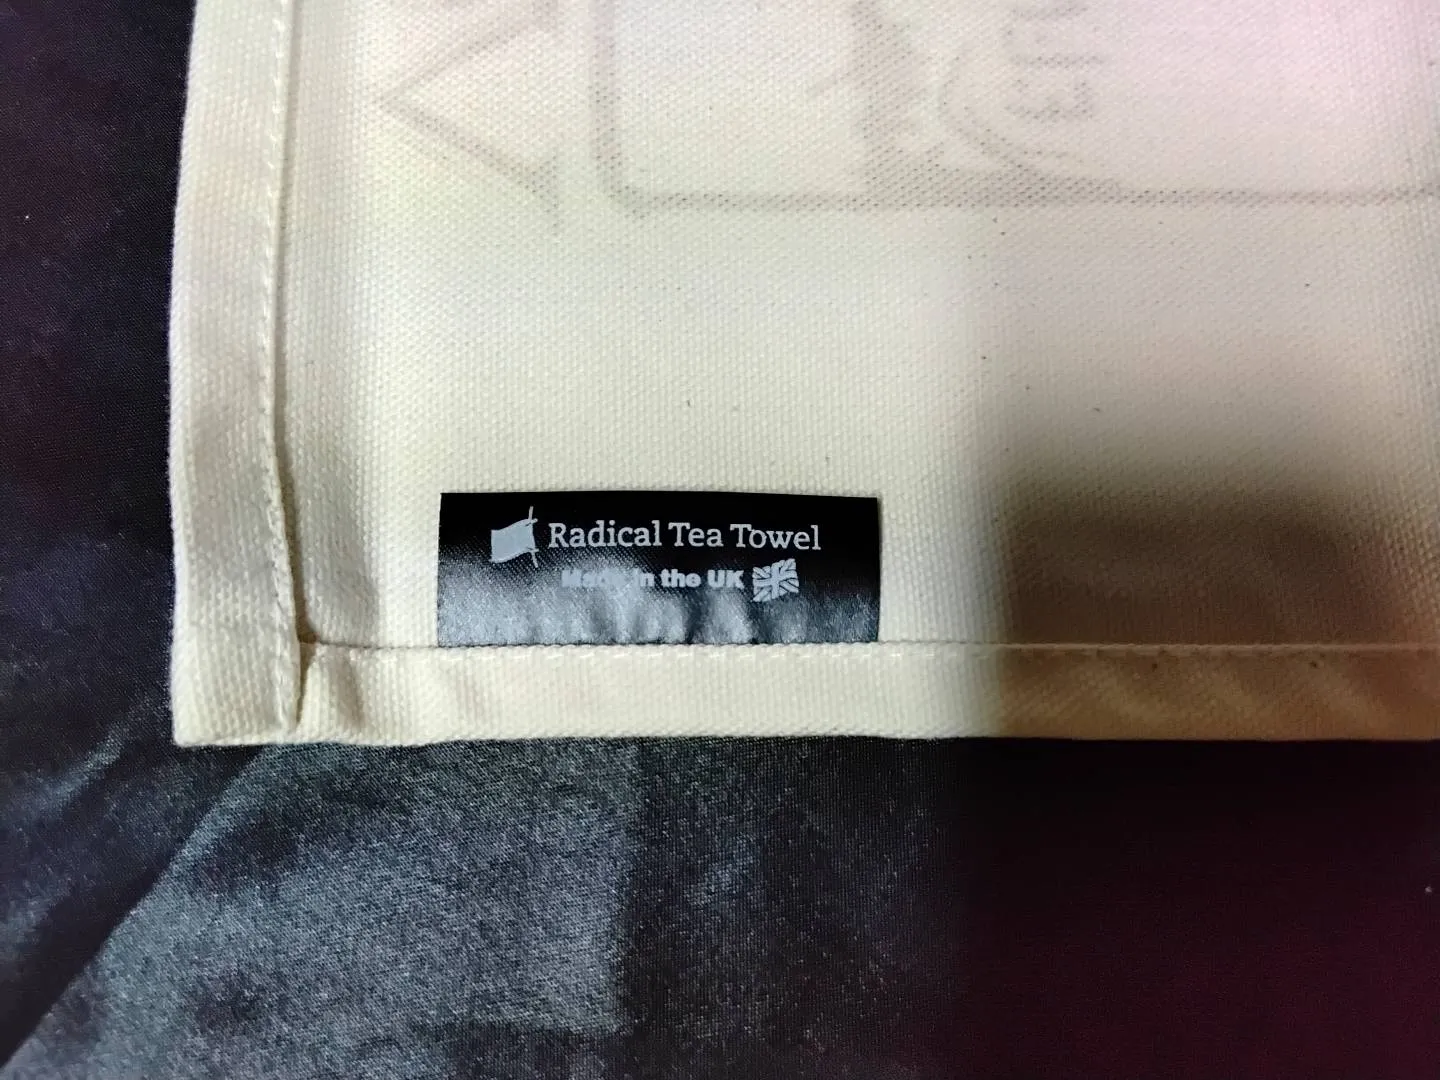 Radical Tea Towel
Made in the UK